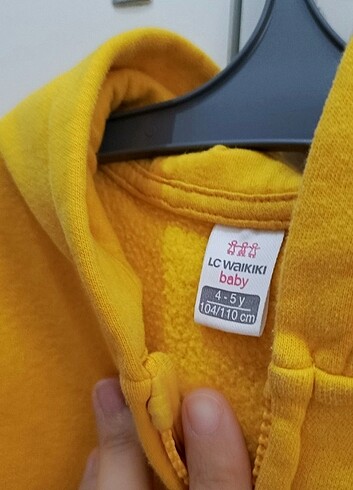 LC WAIKIKI
baby
4 - 5 y
104/110 cm